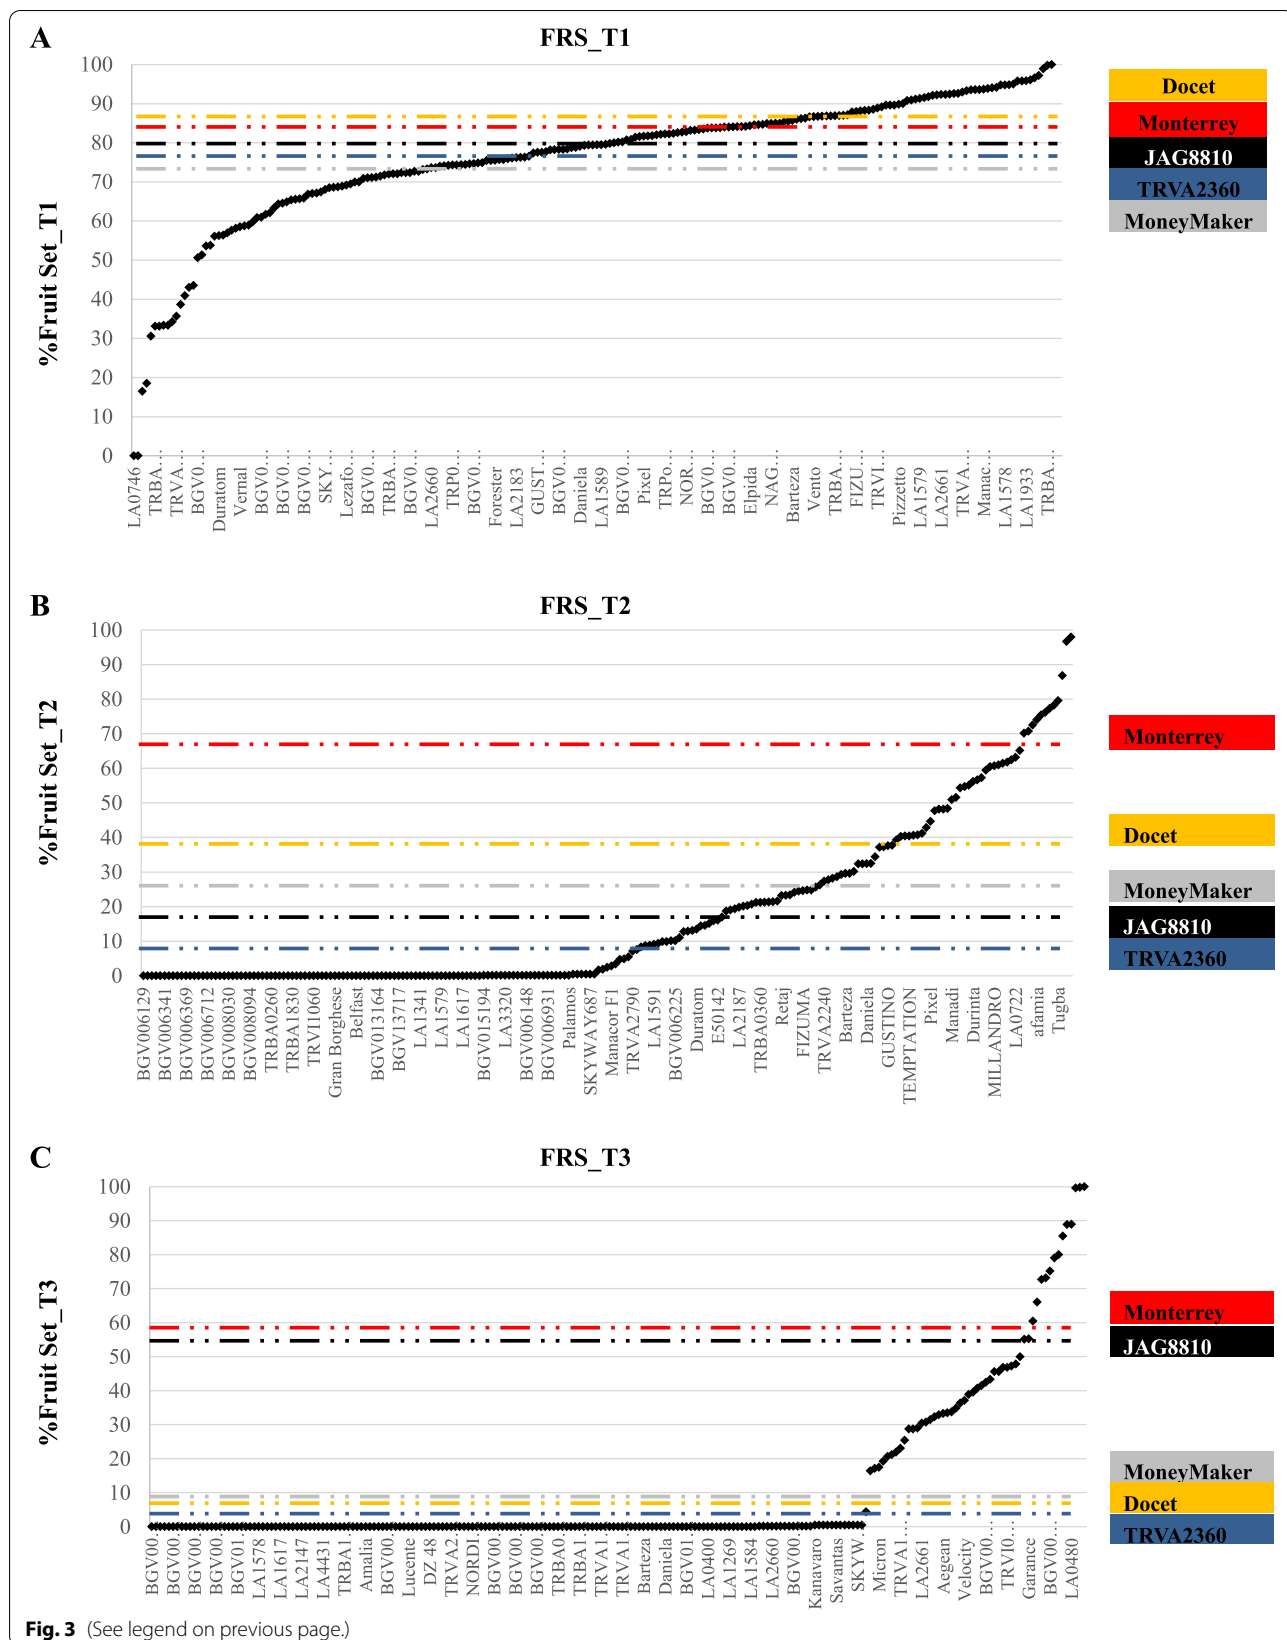 A
FRS_T1
%Fruit Set_T1
100
90
80
70
60
50
40
30
20
10
0
LA0746
TRBA…
TRVA…
BGV0…
Duratom
Vernal
BGV0…
BGV0…
BGV0…
SKY…
Lezafo…
BGV0…
TRBA…
LA2660
TRP0…
BGV0…
Forester
LA2183
GUST…
BGV0…
Daniela
LA1589
BGV0…
Pixel
TRPo…
NOR…
BGV0…
BGV0…
Elpida
NAG…
Barteza
Vento
TRBA…
FIZU…
TRVI…
Pizzetto
LA1579
LA2661
TRVA…
Manac…
LA1578
LA1933
TRBA…
Docet
Monterrey
JAG8810
TRVA2360
MoneyMaker
B
FRS_T2
%Fruit Set_T2
100
90
80
70
60
50
40
30
20
10
0
BGV006129
BGV006341
BGV006369
BGV006712
BGV008030
BGV008094
TRBA0260
TRBA1830
TRVI1060
Gran Borghese
Belfast
BGV013164
BGV13717
LA1341
LA1579
LA1617
BGV015194
LA3320
BGV006148
BGV006931
Palamos
SKYWAY687
Manacor F1
TRVA2790
LA1591
BGV006225
Duratom
E50142
LA2187
TRBA0360
Retaj
FIZUMA
TRVA2240
Barteza
Daniela
GUSTINO
TEMPTATION
Pixel
Manadi
Durinta
MILLANDRO
LA0722
afamia
Tugba
Monterrey
Docet
MoneyMaker
JAG8810
TRVA2360
C
FRS_T3
%Fruit Set_T3
100
90
80
70
60
50
40
30
20
10
0
BGV00…
BGV00…
BGV00…
BGV00…
BGV01…
LA1578
LA1617
LA2147
LA4431
TRBA1…
Amalia
BGV00…
Lucente
DZ 48
TRVA2…
NORDI…
BGV00…
BGV00…
BGV00…
TRBA0…
TRBA1…
TRVA1…
TRVA1…
Barteza
Daniela
BGV01…
LA0400
LA1269
LA1584
LA2660
BGV00…
Kanavaro
Savantas
SKYW…
Micron
TRVA1…
LA2661
Aegean
Velocity
BGV00…
TRVI0…
Garance
BGV00…
LA0480
Monterrey
JAG8810
MoneyMaker
Docet
TRVA2360
Fig. 3 (See legend on previous page.)